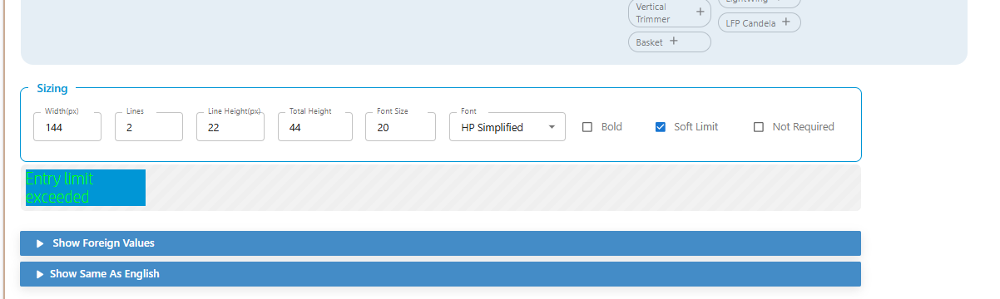 Vertical
Trimmer +
LFP Candela +
Basket +
Sizing
Width(px) Lines Line Height(px) Total Height Font Size Font
144 2 22 44 20 HP Simplified Bold Soft Limit Not Required
Entry limit
exceeded
Show Foreign Values
Show Same As English